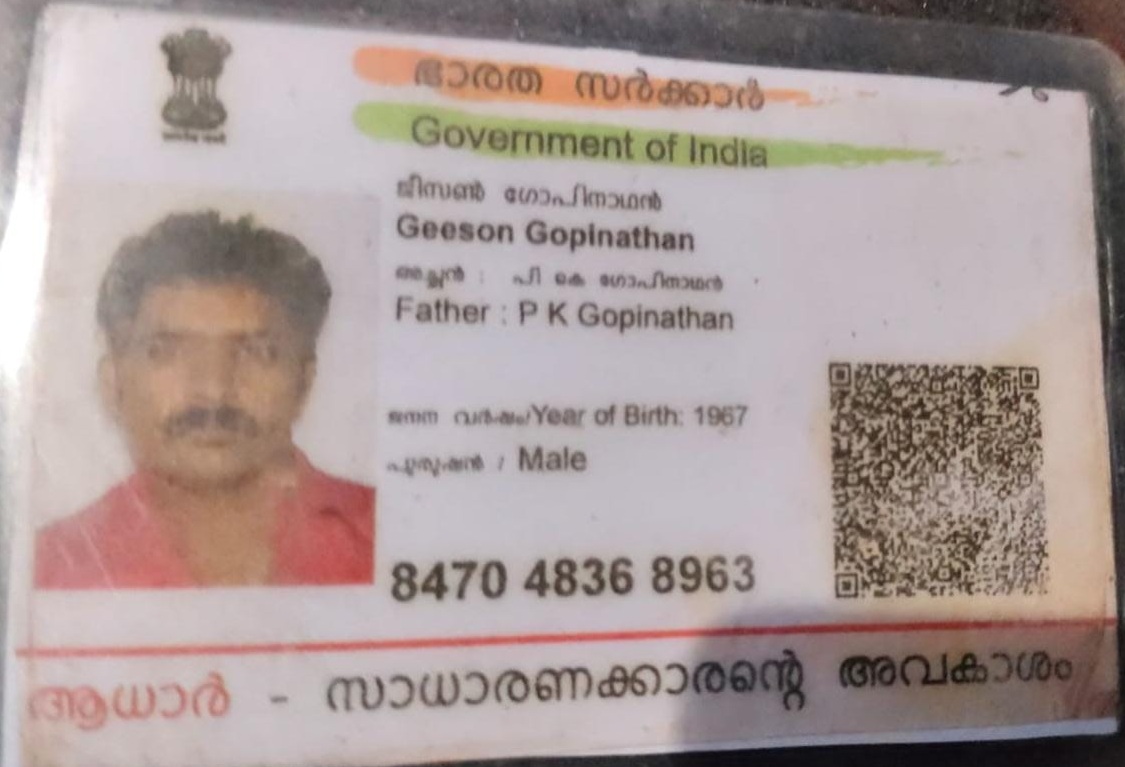 ഭാരത സർക്കാർ
Government of India
ജീസൺ ഗോപിനാഥൻ
Geeson Gopinathan
അച്ഛൻ : പി കെ ഗോപിനാഥൻ
Father : P K Gopinathan
ജനന വർഷം/Year of Birth: 1967
പുരുഷൻ / Male
8470 4836 8963
ആധാർ - സാധാരണക്കാരന്റെ അവകാശം